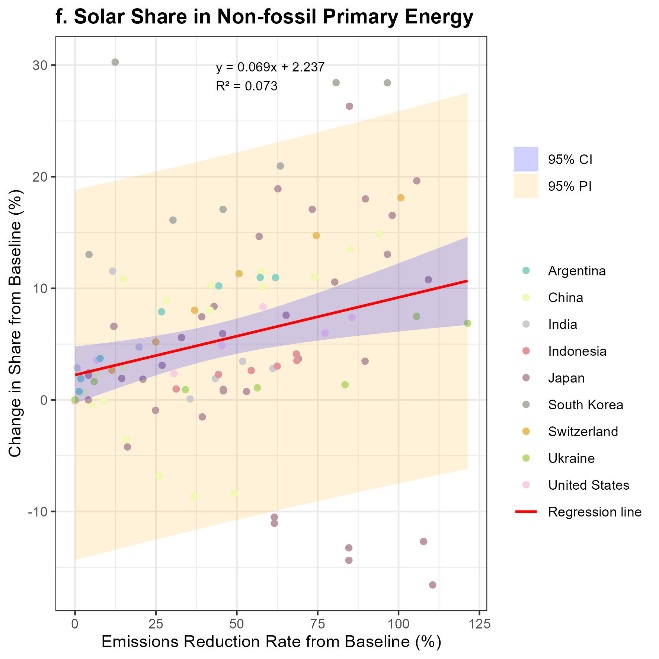 f. Solar Share in Non-fossil Primary Energy
y = 0.069x + 2.237
R² = 0.073
30
20
10
0
-10
Change in Share from Baseline (%)
0
25
50
75
100
125
Emissions Reduction Rate from Baseline (%)
95% CI
95% PI
Argentina
China
India
Indonesia
Japan
South Korea
Switzerland
Ukraine
United States
Regression line